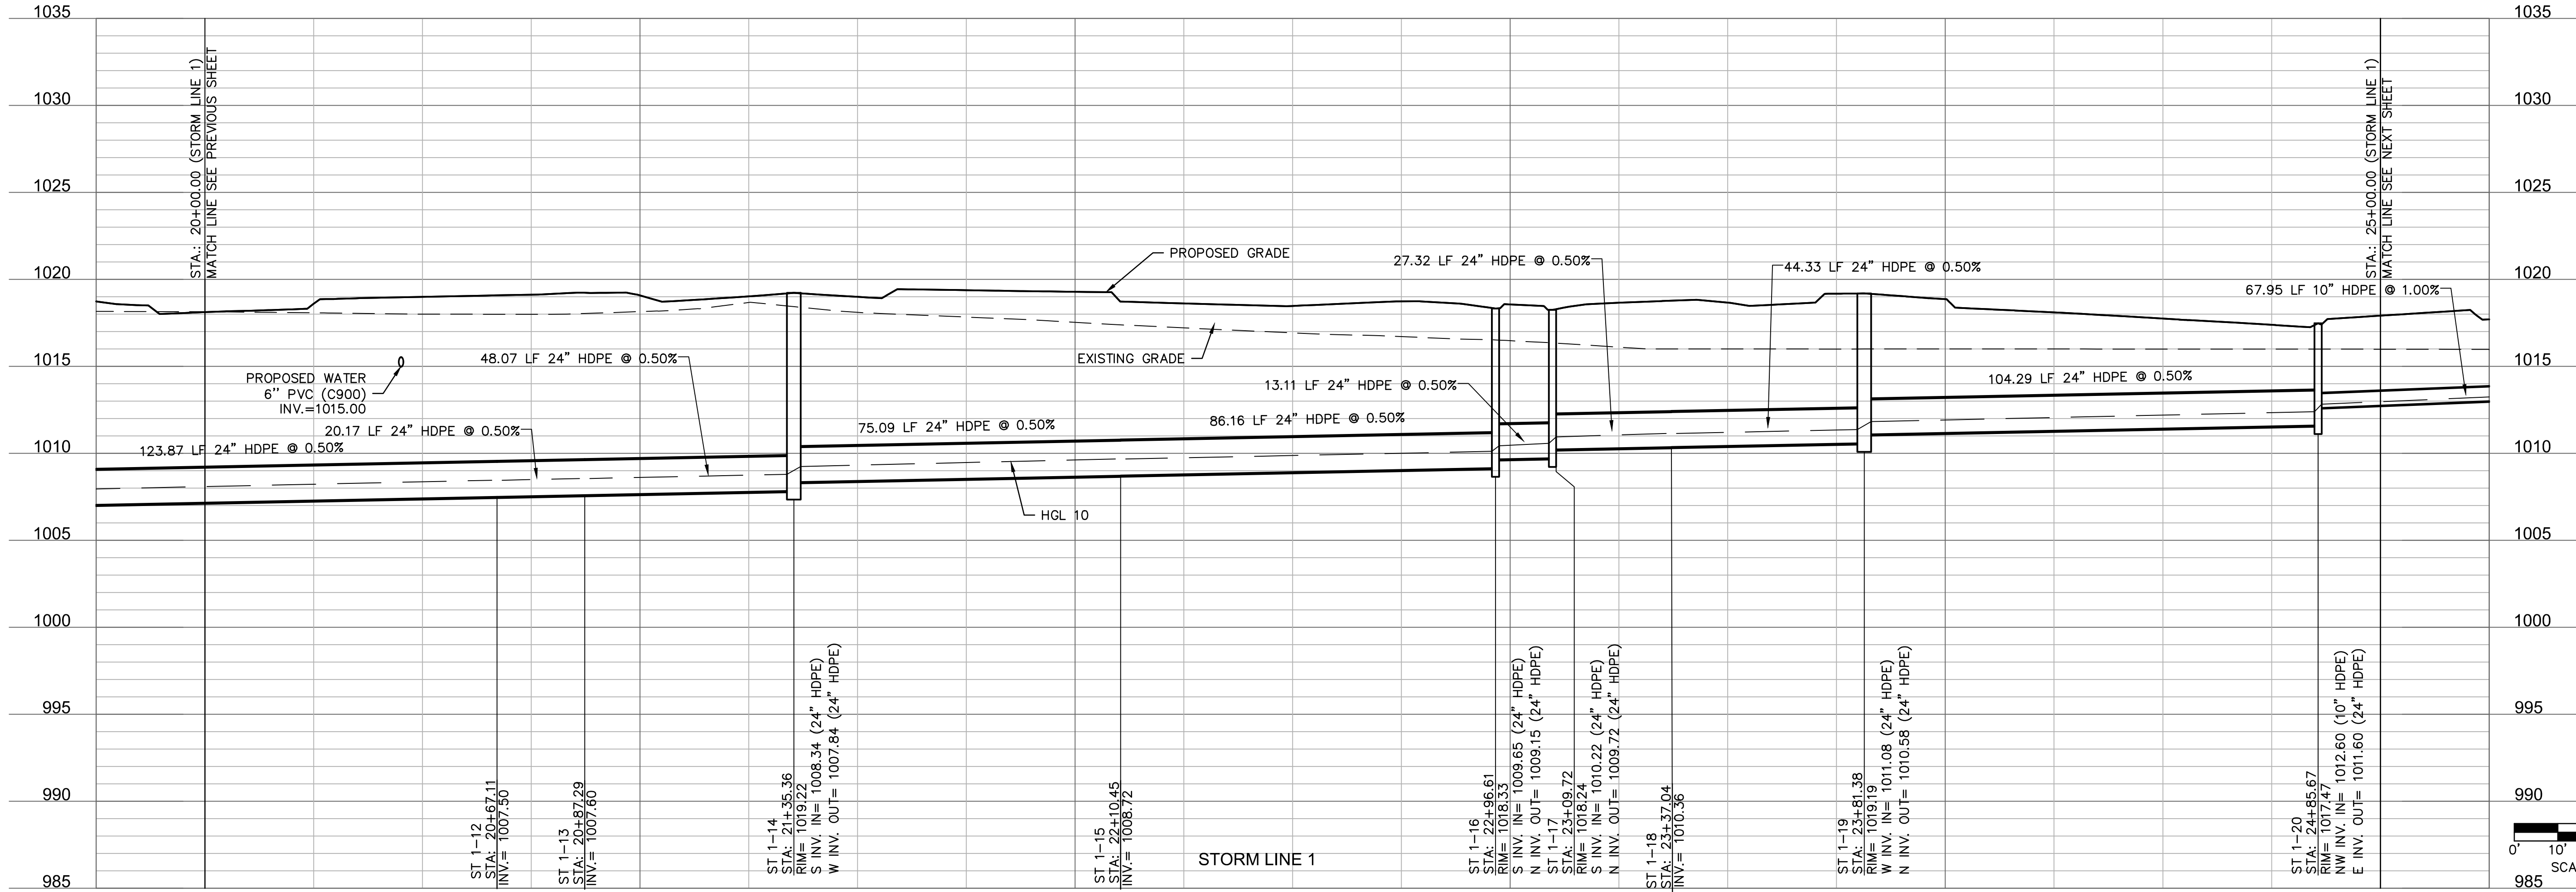 1035
1030
1025
1020
1015
1010
1005
1000
995
990
985
STA.: 20+00.00 (STORM LINE 1)
MATCH LINE SEE PREVIOUS SHEET
PROPOSED WATER
6'' PVC (C900)
INV.=1015.00
123.87 LF 24" HDPE @ 0.50%
20.17 LF 24" HDPE @ 0.50%
48.07 LF 24" HDPE @ 0.50%
75.09 LF 24" HDPE @ 0.50%
HGL 10
PROPOSED GRADE
EXISTING GRADE
86.16 LF 24" HDPE @ 0.50%
13.11 LF 24" HDPE @ 0.50%
27.32 LF 24" HDPE @ 0.50%
44.33 LF 24" HDPE @ 0.50%
104.29 LF 24" HDPE @ 0.50%
67.95 LF 10" HDPE @ 1.00%
STA.: 25+00.00 (STORM LINE 1)
MATCH LINE SEE NEXT SHEET
ST 1-12
STA: 20+67.11
INV.= 1007.50
ST 1-13
STA: 20+87.29
INV.= 1007.60
ST 1-14
STA: 21+35.36
RIM= 1019.22
S INV. IN= 1008.34 (24" HDPE)
W INV. OUT= 1007.84 (24" HDPE)
ST 1-15
STA: 22+10.45
INV.= 1008.72
STORM LINE 1
ST 1-16
STA: 22+96.61
RIM= 1018.33
S INV. IN= 1009.65 (24" HDPE)
N INV. OUT= 1009.15 (24" HDPE)
ST 1-17
STA: 23+09.72
RIM= 1018.24
S INV. IN= 1010.22 (24" HDPE)
N INV. OUT= 1009.72 (24" HDPE)
ST 1-18
STA: 23+37.04
INV.= 1010.36
ST 1-19
STA: 23+81.38
RIM= 1019.19
W INV. IN= 1011.08 (24" HDPE)
N INV. OUT= 1010.58 (24" HDPE)
ST 1-20
STA: 24+85.67
RIM= 1017.47
NW INV. IN= 1012.60 (10" HDPE)
E INV. OUT= 1011.60 (24" HDPE)
1035
1030
1025
1020
1015
1010
1005
1000
995
990
985
0' 10'
SCA